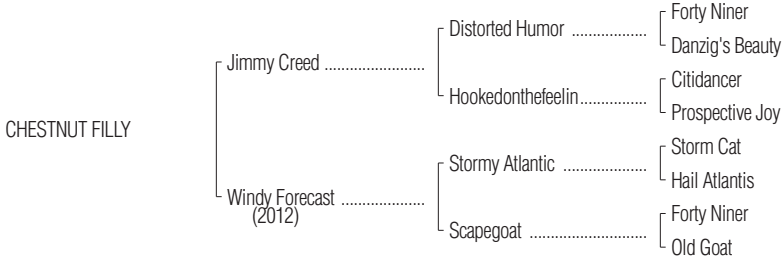 Forty Niner
Distorted Humor ..................
Danzig's Beauty
Jimmy Creed ........................
Citidancer
Hookedonthefeelin................
Prospective Joy
CHESTNUT FILLY
Storm Cat
Stormy Atlantic ....................
Hail Atlantis
Windy Forecast ....................
(2012)
Forty Niner
Scapegoat ............................
Old Goat